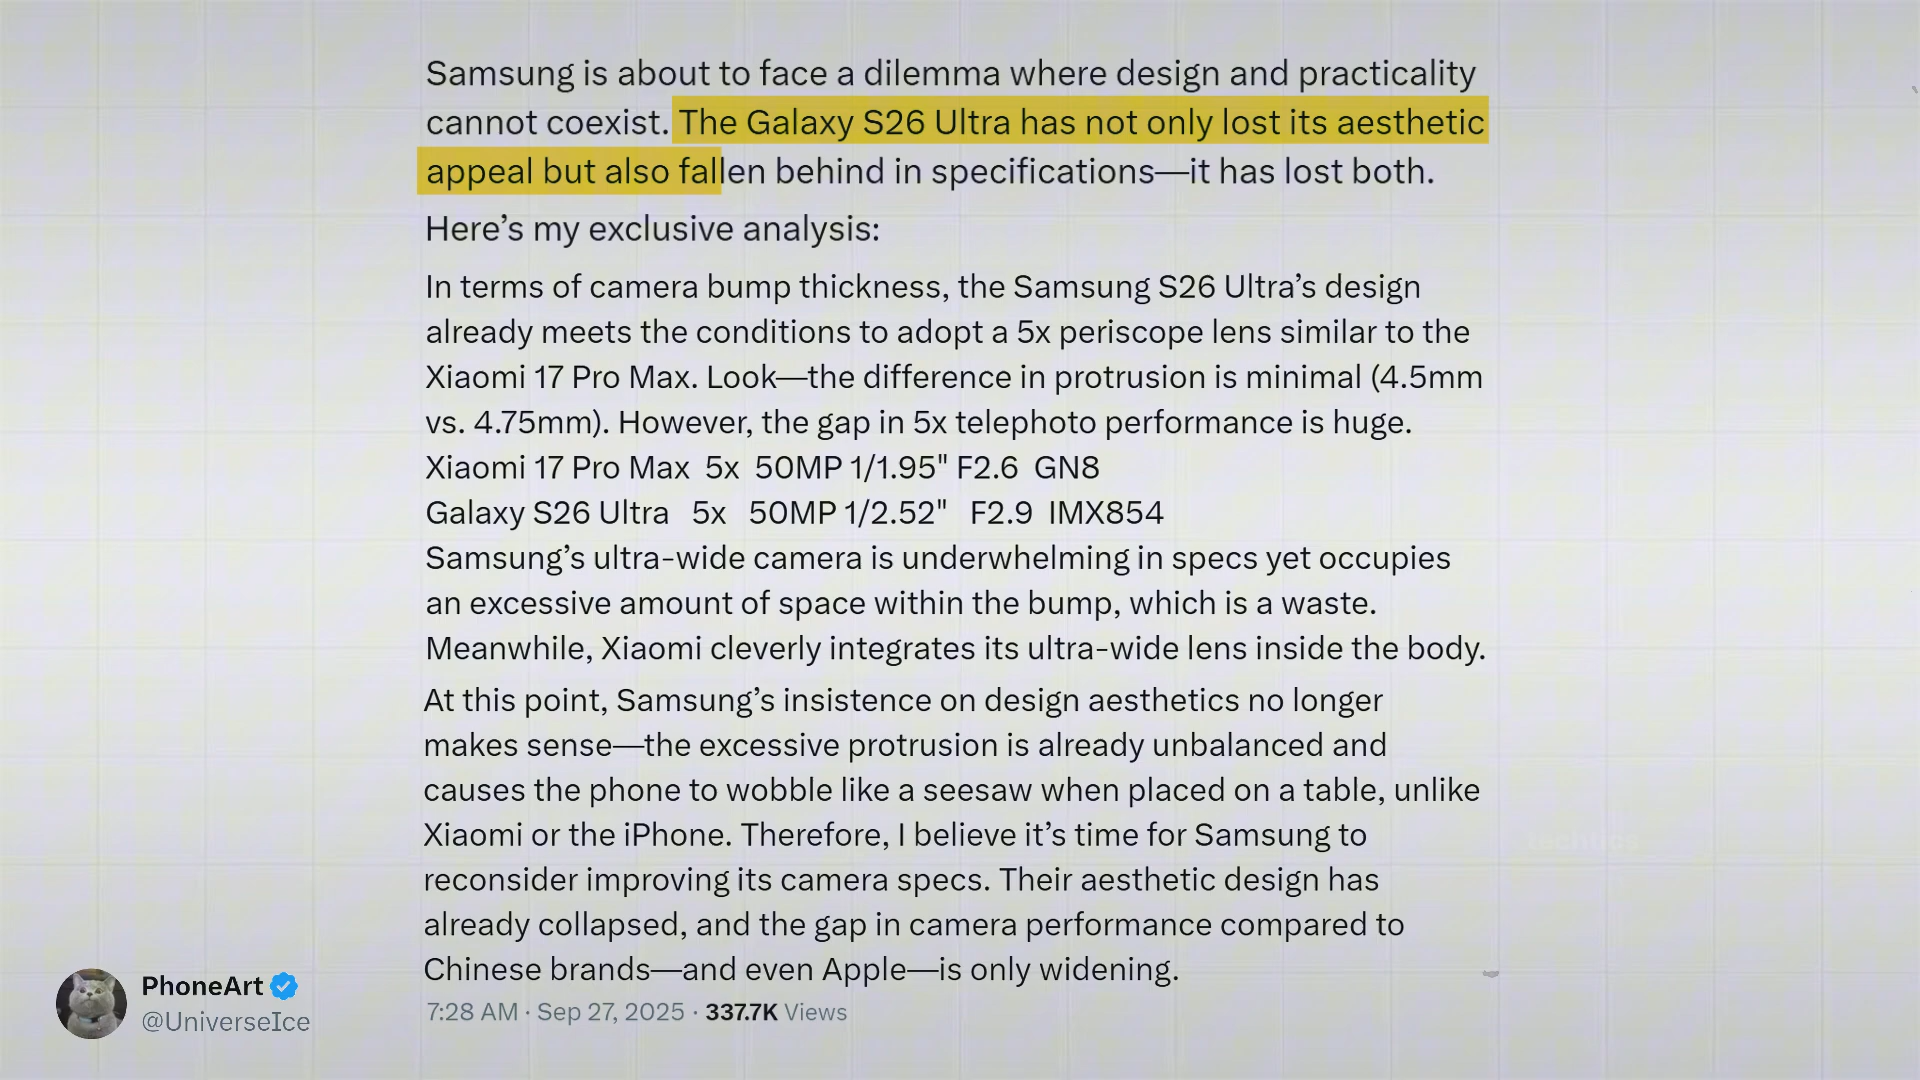 Samsung is about to face a dilemma where design and practicality
cannot coexist. The Galaxy S26 Ultra has not only lost its aesthetic
appeal but also fallen behind in specifications—it has lost both.
Here’s my exclusive analysis:
In terms of camera bump thickness, the Samsung S26 Ultra’s design
already meets the conditions to adopt a 5x periscope lens similar to the
Xiaomi 17 Pro Max. Look—the difference in protrusion is minimal (4.5mm
vs. 4.75mm). However, the gap in 5x telephoto performance is huge.
Xiaomi 17 Pro Max  5x  50MP 1/1.95" F2.6  GN8
Galaxy S26 Ultra  5x  50MP 1/2.52"  F2.9  IMX854
Samsung’s ultra-wide camera is underwhelming in specs yet occupies
an excessive amount of space within the bump, which is a waste.
Meanwhile, Xiaomi cleverly integrates its ultra-wide lens inside the body.
At this point, Samsung’s insistence on design aesthetics no longer
makes sense—the excessive protrusion is already unbalanced and
causes the phone to wobble like a seesaw when placed on a table, unlike
Xiaomi or the iPhone. Therefore, I believe it’s time for Samsung to
reconsider improving its camera specs. Their aesthetic design has
already collapsed, and the gap in camera performance compared to
Chinese brands—and even Apple—is only widening.
7:28 AM · Sep 27, 2025 · 337.7K Views
PhoneArt
@UniverseIce